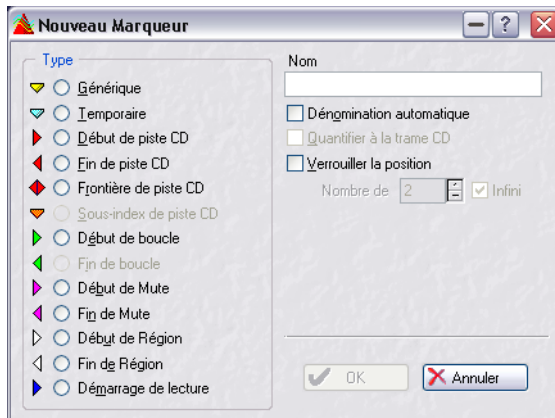 Nouveau Marqueur
Type
Générique
Temporaire
Début de piste CD
Fin de piste CD
Frontière de piste CD
Sous-index de piste CD
Début de boucle
Fin de boucle
Début de Mute
Fin de Mute
Début de Région
Fin de Région
Démarrage de lecture
Nom
Dénomination automatique
Quantifier à la trame CD
Verrouiller la position
Nombre de 2 Infini
OK Annuler